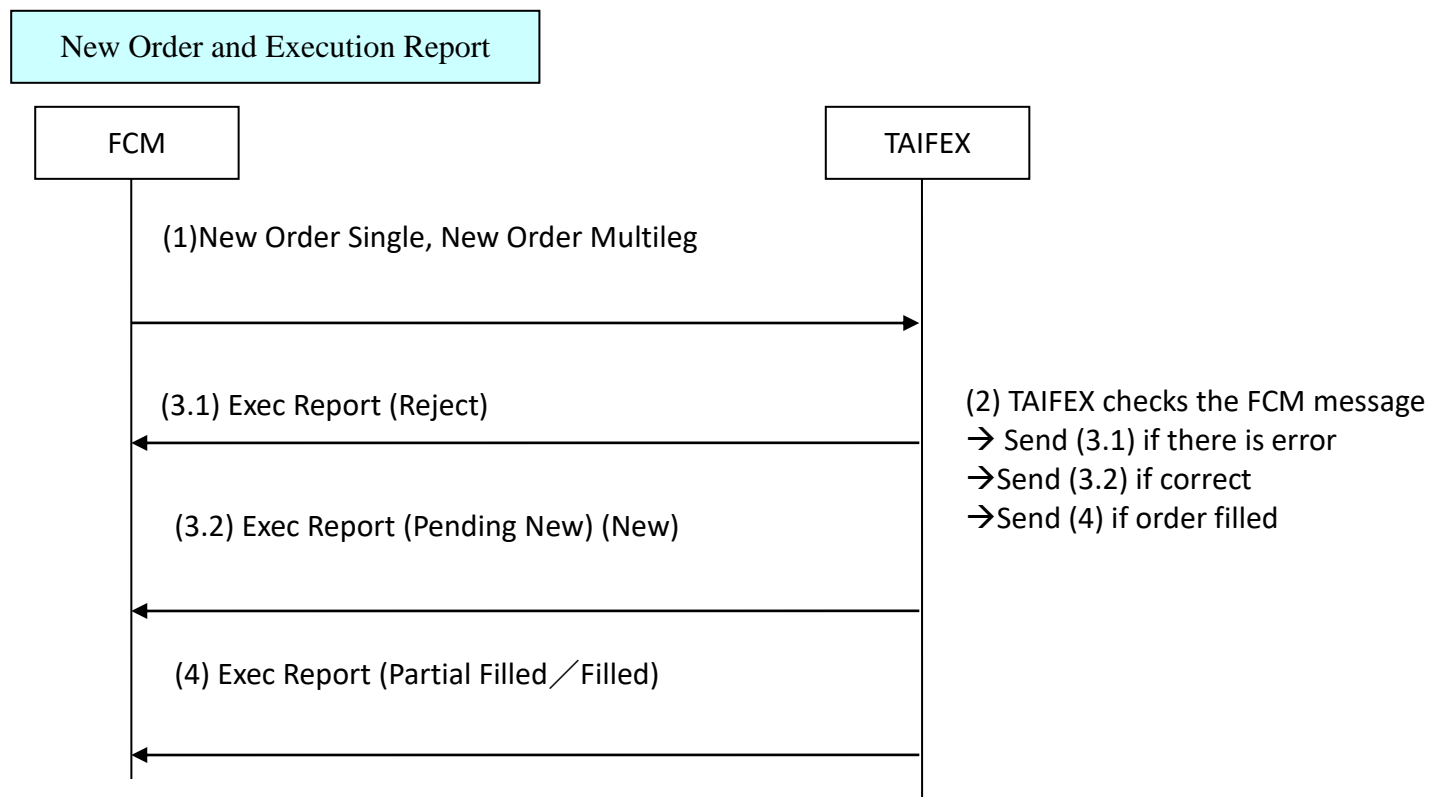 New Order and Execution Report
FCM
TAIFEX
(1)New Order Single, New Order Multileg
(3.1) Exec Report (Reject)
(2) TAIFEX checks the FCM message
→ Send (3.1) if there is error
→Send (3.2) if correct
→Send (4) if order filled
(3.2) Exec Report (Pending New) (New)
(4) Exec Report (Partial Filled／Filled)